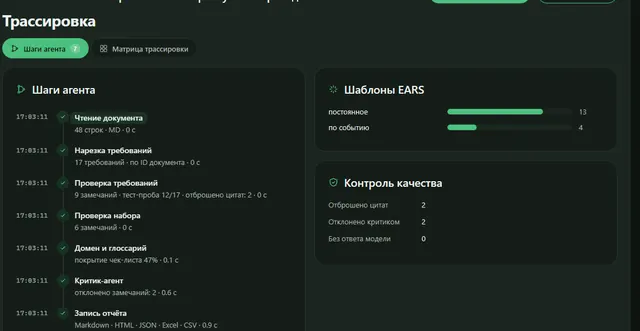 Трассировка
Шаги агента 7
Матрица трассировки
Шаги агента
17:03:11 Чтение документа
48 строк · MD · 0 с
17:03:11 Нарезка требований
17 требований · по ID документа · 0 с
17:03:11 Проверка требований
9 замечаний · тест-проба 12/17 · отброшено цитат: 2 · 0 с
17:03:11 Проверка набора
6 замечаний · 0 с
17:03:11 Домен и глоссарий
покрытие чек-листа 47% · 0.1 с
17:03:11 Критик-агент
отклонено замечаний: 2 · 0.6 с
17:03:11 Запись отчёта
Markdown · HTML · JSON · Excel · CSV · 0.9 с
Шаблоны EARS
постоянное 13
по событию 4
Контроль качества
Отброшено цитат 2
Отклонено критиком 2
Без ответа модели 0